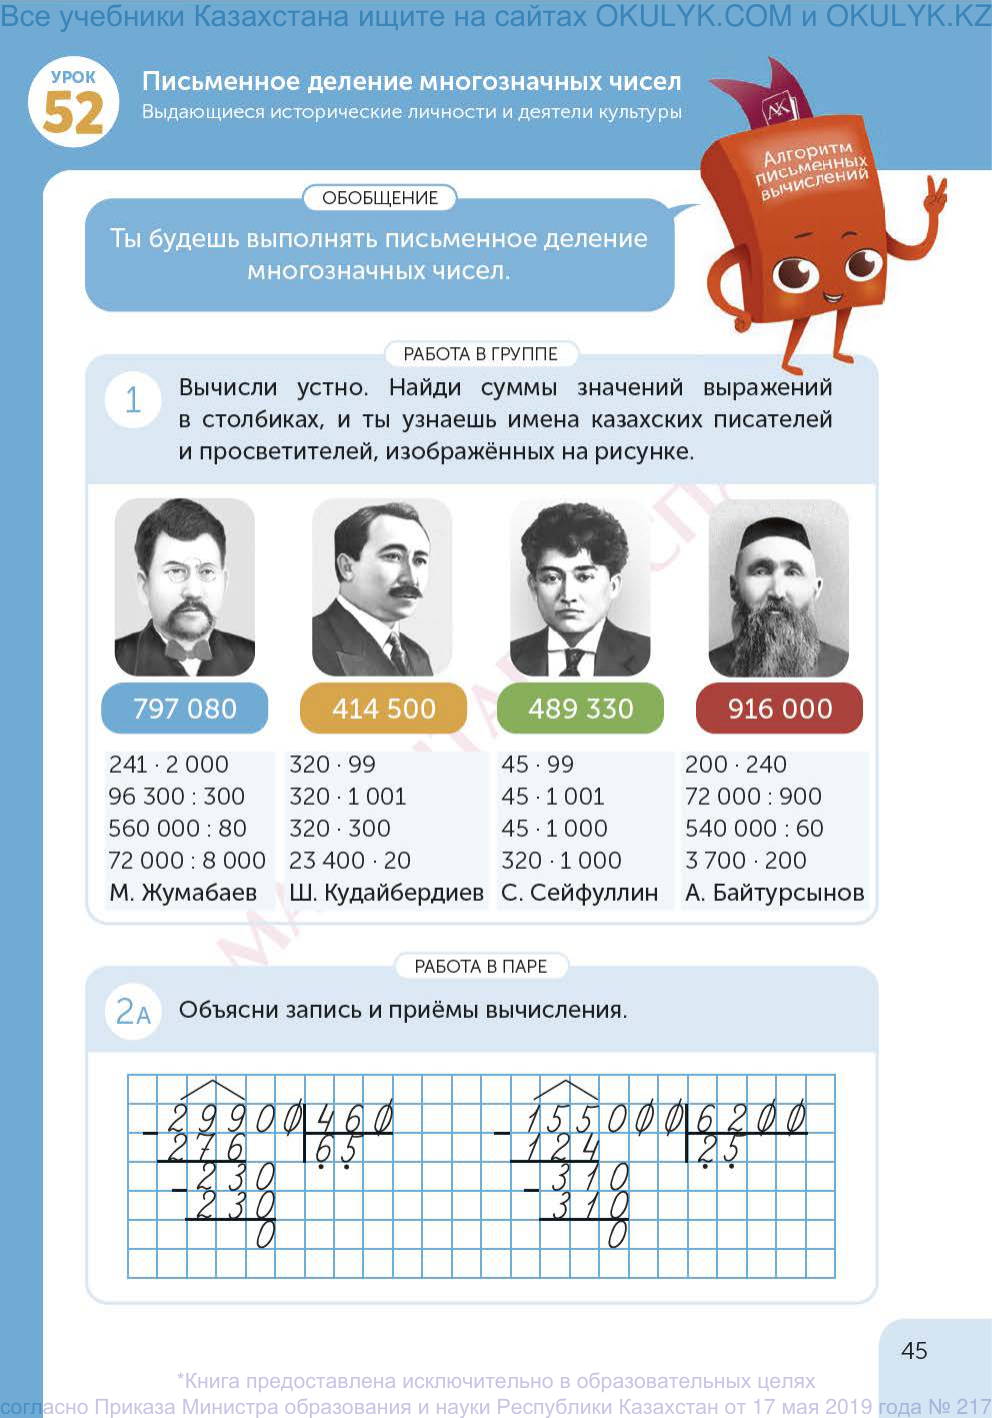 Все учебники Казахстана ищите на сайтах OKULYK.COM и OKULYK.KZ
УРОК
52
Письменное деление многозначных чисел
Выдающиеся исторические личности и деятели культуры
АК
Алгоритм
письменных
вычислений
ОБОБЩЕНИЕ
Ты будешь выполнять письменное деление
многозначных чисел.
РАБОТА В ГРУППЕ
1
Вычисли устно. Найди суммы значений выражений
в столбиках, и ты узнаешь имена казахских писателей
и просветителей, изображённых на рисунке.
797 080
414 500
489 330
916 000
241 · 2 000
96 300 : 300
560 000 : 80
72 000 : 8 000
М. Жумабаев
320 · 99
320 · 1 001
320 · 300
23 400 · 20
Ш. Кудайбердиев
45 · 99
45 · 1 001
45 · 1 000
320 · 1 000
С. Сейфуллин
200 · 240
72 000 : 900
540 000 : 60
3 700 · 200
А. Байтурсынов
РАБОТА В ПАРЕ
2А
Объясни запись и приёмы вычисления.
29900 460
276 65
230
230
0
155000 6200
124 25
310
310
0
45
*Книга предоставлена исключительно в образовательных целях
согласно Приказа Министра образования и науки Республики Казахстан от 17 мая 2019 года № 217